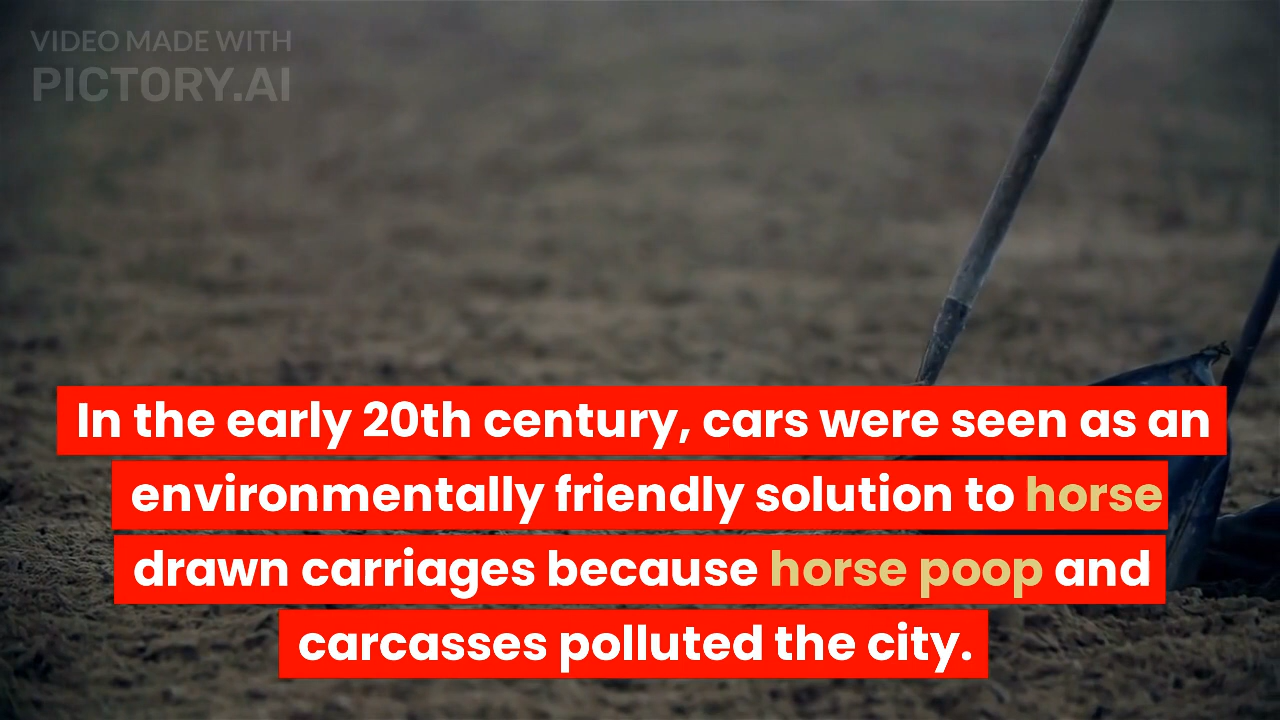 VIDEO MADE WITH
PICTORY.AI
In the early 20th century, cars were seen as an
environmentally friendly solution to horse
drawn carriages because horse poop and
carcasses polluted the city.